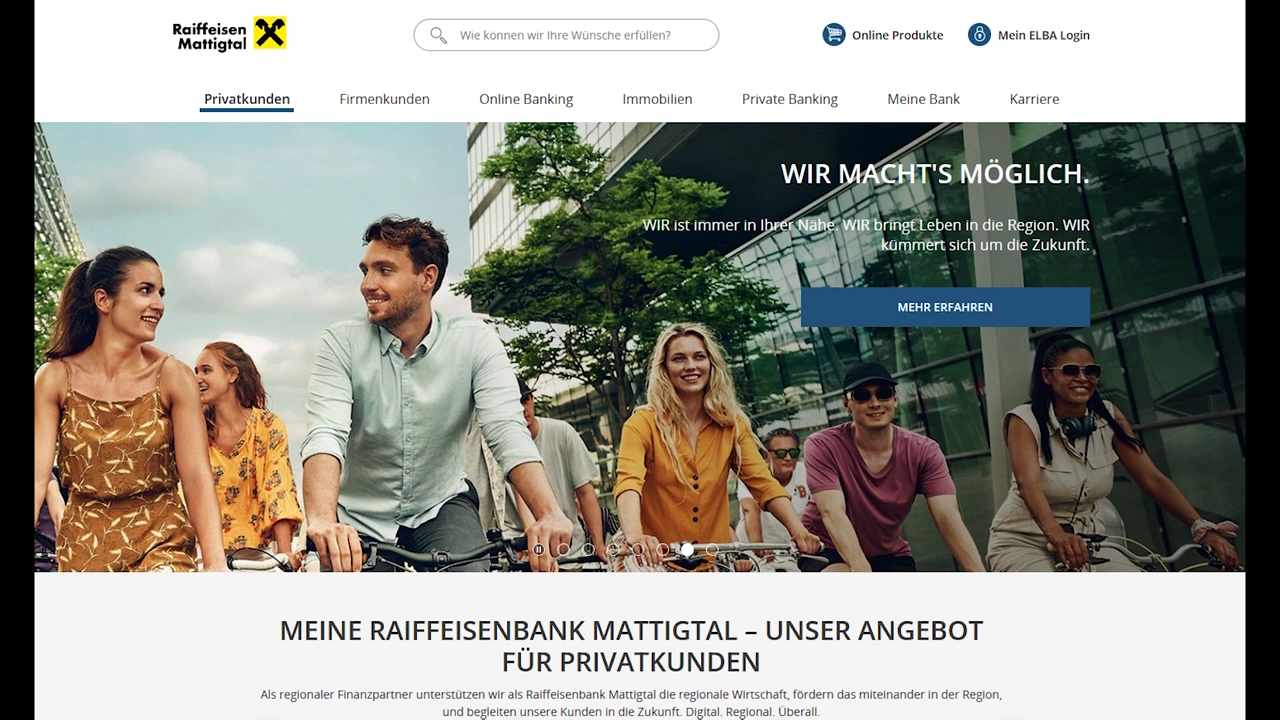 Raiffeisen
Mattigtal
Wie können wir Ihre Wünsche erfüllen?
Online Produkte
Mein ELBA Login
Privatkunden
Firmenkunden
Online Banking
Immobilien
Private Banking
Meine Bank
Karriere
WIR MACHT'S MÖGLICH.
WIR ist immer in Ihrer Nähe. WIR bringt Leben in die Region. WIR
kümmert sich um die Zukunft.
MEHR ERFAHREN
MEINE RAIFFEISENBANK MATTIGTAL – UNSER ANGEBOT
FÜR PRIVATKUNDEN
Als regionaler Finanzpartner unterstützen wir als Raiffeisenbank Mattigtal die regionale Wirtschaft, fördern das miteinander in der Region,
und begleiten unsere Kunden in die Zukunft. Digital. Regional. Überall.